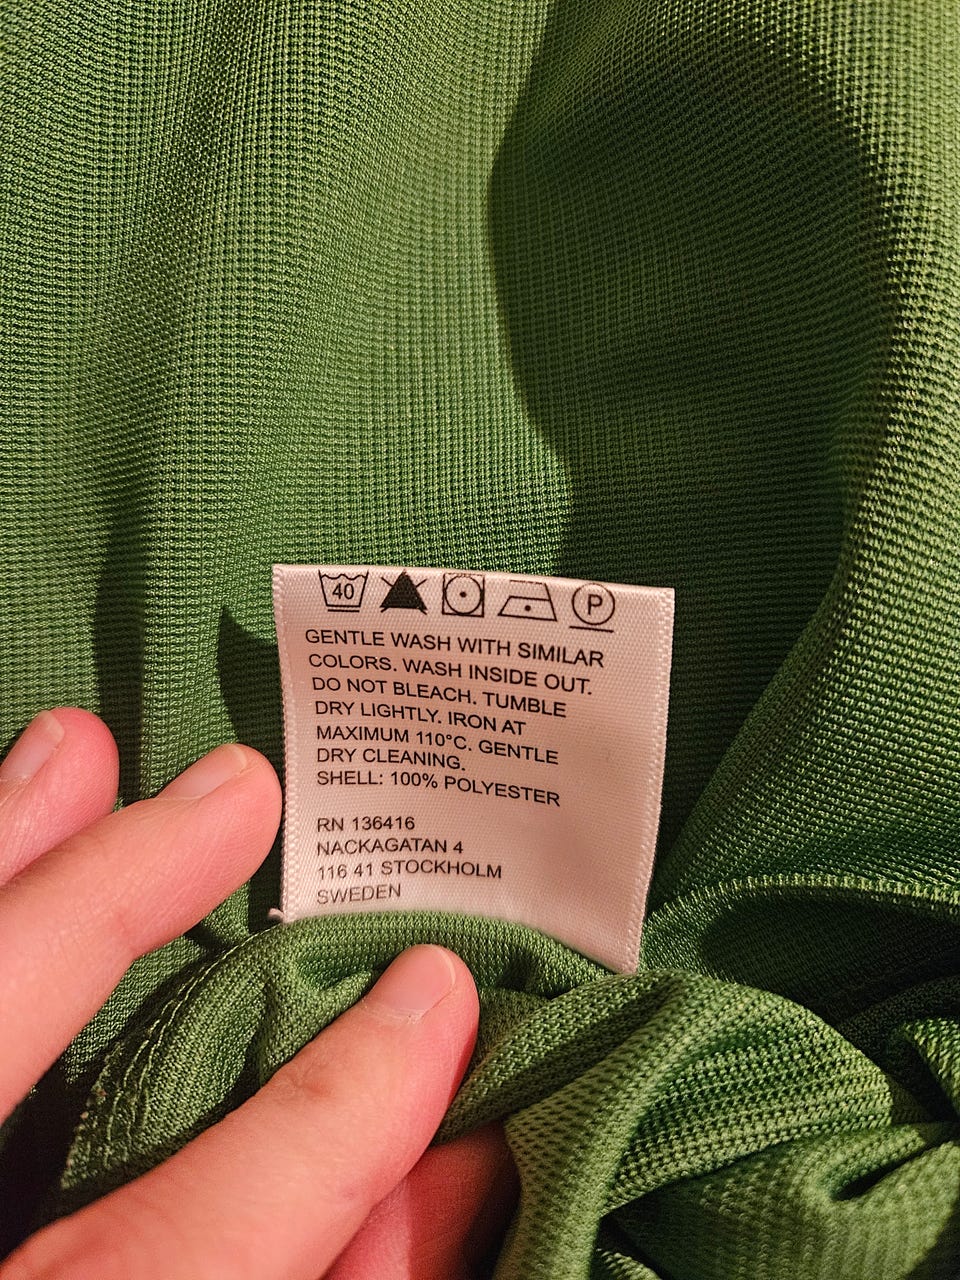 40 P
GENTLE WASH WITH SIMILAR
COLORS. WASH INSIDE OUT.
DO NOT BLEACH. TUMBLE
DRY LIGHTLY. IRON AT
MAXIMUM 110°C. GENTLE
DRY CLEANING.
SHELL: 100% POLYESTER
RN 136416
NACKAGATAN 4
116 41 STOCKHOLM
SWEDEN